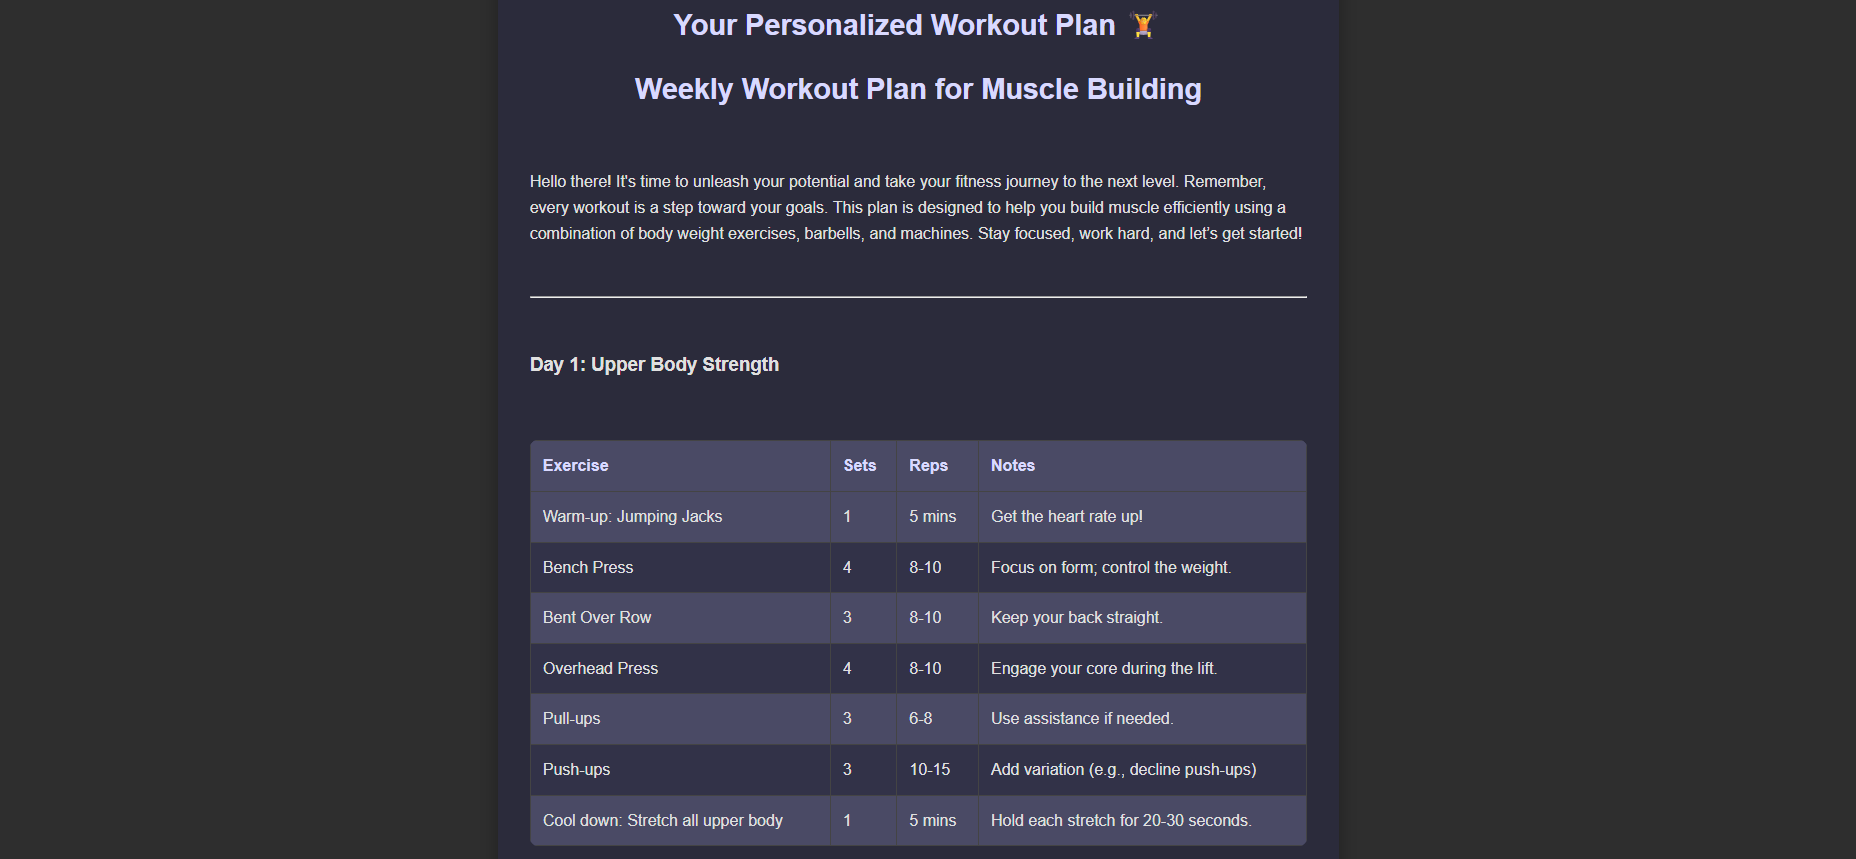 Your Personalized Workout Plan 🏋️
Weekly Workout Plan for Muscle Building
Hello there! It's time to unleash your potential and take your fitness journey to the next level. Remember,
every workout is a step toward your goals. This plan is designed to help you build muscle efficiently using a
combination of body weight exercises, barbells, and machines. Stay focused, work hard, and let's get started!
Day 1: Upper Body Strength
Exercise Sets Reps Notes
Warm-up: Jumping Jacks 1 5 mins Get the heart rate up!
Bench Press 4 8-10 Focus on form; control the weight.
Bent Over Row 3 8-10 Keep your back straight.
Overhead Press 4 8-10 Engage your core during the lift.
Pull-ups 3 6-8 Use assistance if needed.
Push-ups 3 10-15 Add variation (e.g., decline push-ups)
Cool down: Stretch all upper body 1 5 mins Hold each stretch for 20-30 seconds.